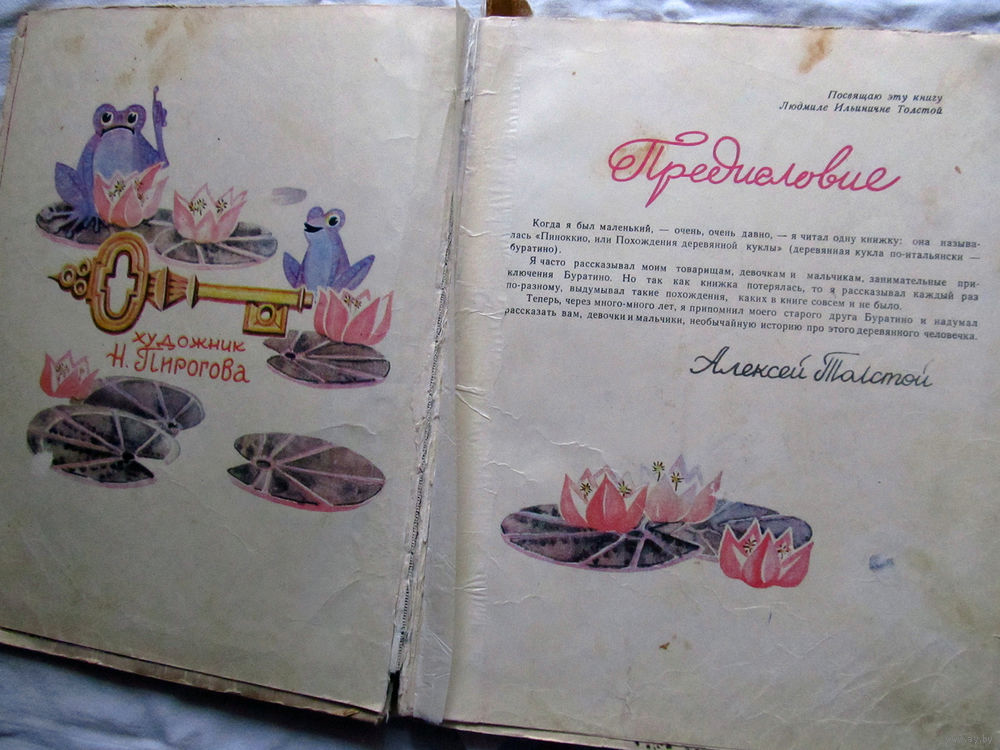 художник
Н. Пирогова
Посвящаю эту книгу
Людмиле Ильиничне Толстой
Предисловие
Когда я был маленький, — очень, очень давно, — я читал одну книжку: она называ-
лась «Пиноккио, или Похождения деревянной куклы» (деревянная кукла по-итальянски —
буратино).
Я часто рассказывал моим товарищам, девочкам и мальчикам, занимательные при-
ключения Буратино. Но так как книжка потерялась, то я рассказывал каждый раз
по-разному, выдумывал такие похождения, каких в книге совсем и не было.
Теперь, через много-много лет, я припомнил моего старого друга Буратино и надумал
рассказать вам, девочки и мальчики, необычайную историю про этого деревянного человечка.
Алексей Толстой